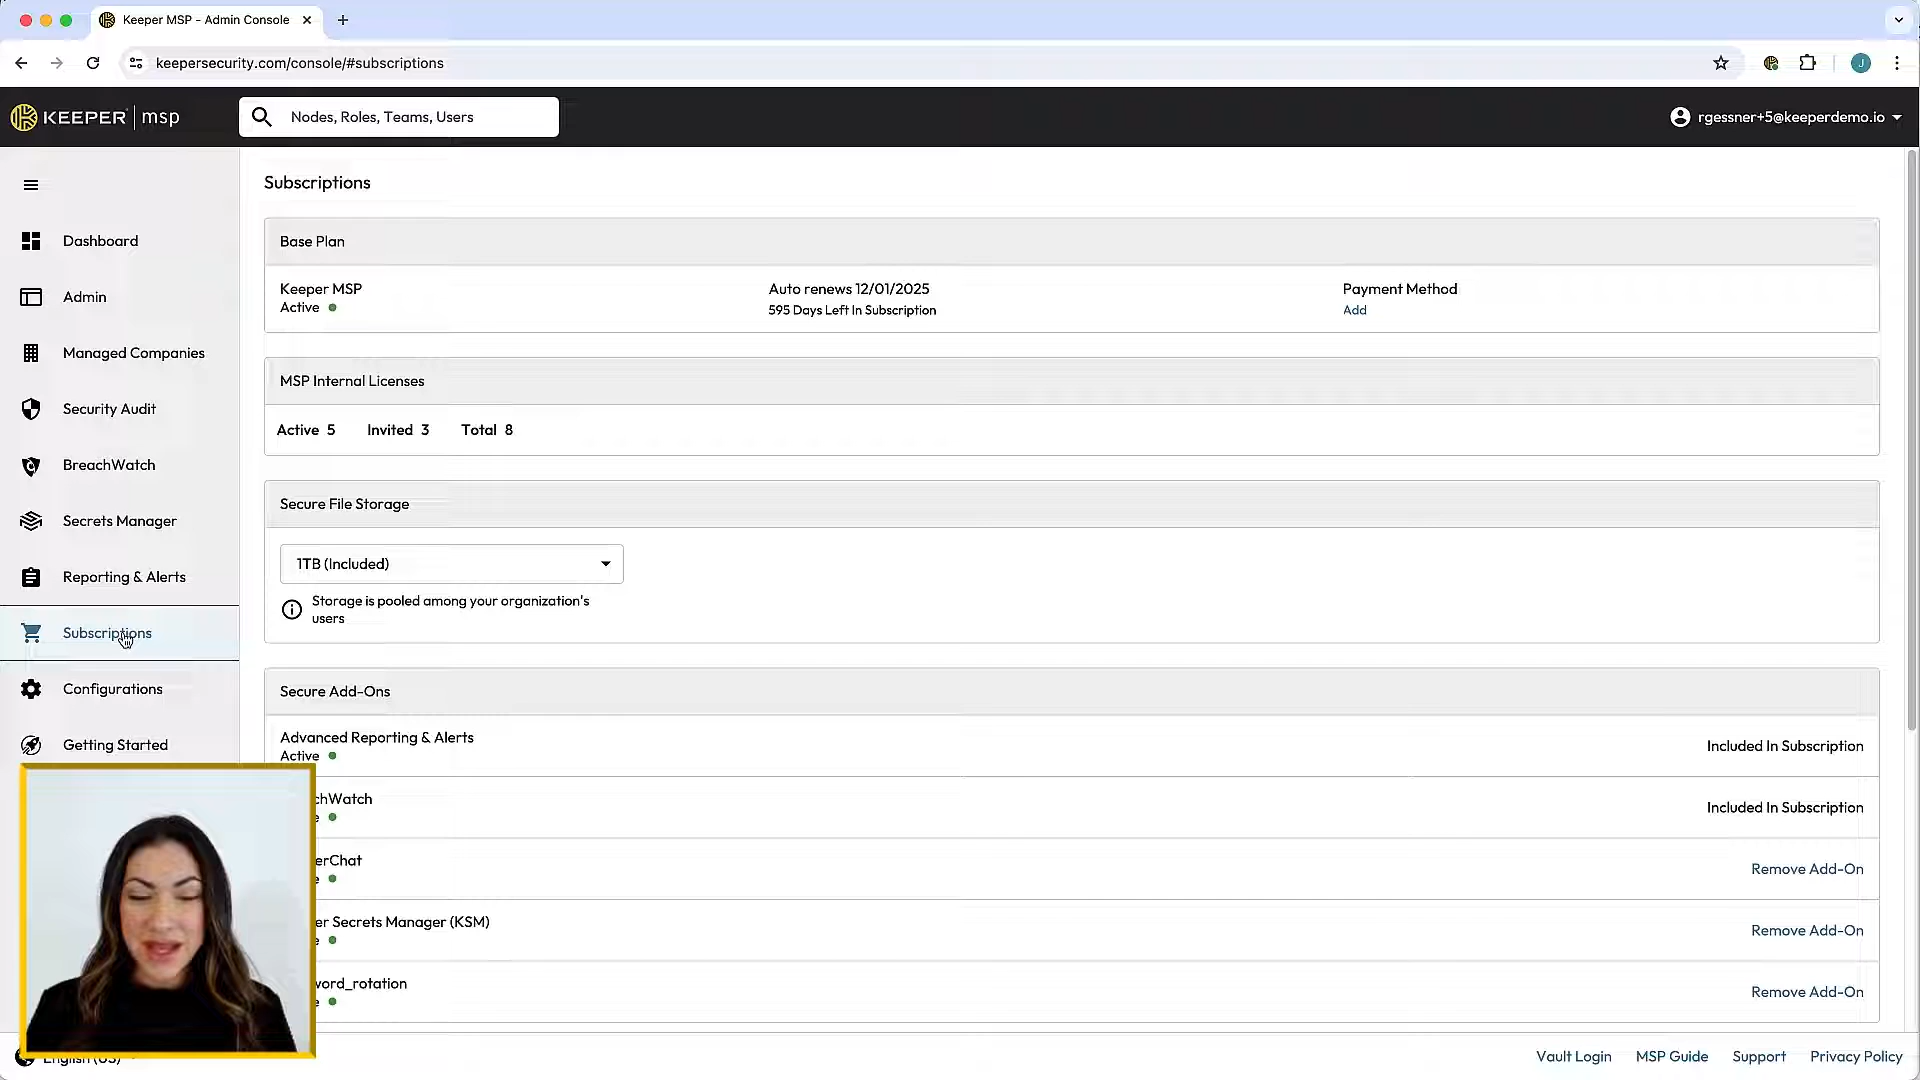 Keeper MSP - Admin Console
keepersecurity.com/console/#subscriptions
J
KEEPER msp
Nodes, Roles, Teams, Users
rgessner+5@keeperdemo.io
Dashboard
Admin
Managed Companies
Security Audit
BreachWatch
Secrets Manager
Reporting & Alerts
Subscriptions
Configurations
Getting Started
Subscriptions
Base Plan
Keeper MSP
Active
Auto renews 12/01/2025
595 Days Left In Subscription
Payment Method
Add
MSP Internal Licenses
Active 5 Invited 3 Total 8
Secure File Storage
1TB (Included)
Storage is pooled among your organization's
users
Secure Add-Ons
Advanced Reporting & Alerts
Active
Included In Subscription
chWatch
e
Included In Subscription
erChat
e
Remove Add-On
er Secrets Manager (KSM)
e
Remove Add-On
word_rotation
e
Remove Add-On
English (US)
Vault Login MSP Guide Support Privacy Policy